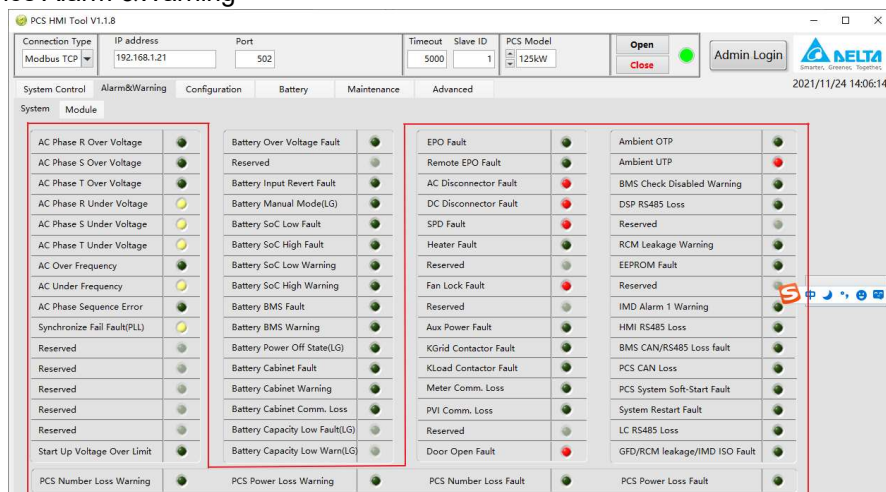 PCS HMI Tool V1.1.8
Connection Type IP address Port Timeout Slave ID PCS Model
Modbus TCP 192.168.1.21 502 5000 1 125kW
Open
Close
Admin Login
DELTA
Smarter. Greener. Together.
System Control Alarm&Warning Configuration Battery Maintenance Advanced
2021/11/24 14:06:14
System Module
AC Phase R Over Voltage Battery Over Voltage Fault EPO Fault Ambient OTP
AC Phase S Over Voltage Reserved Remote EPO Fault Ambient UTP
AC Phase T Over Voltage Battery Input Revert Fault AC Disconnector Fault BMS Check Disabled Warning
AC Phase R Under Voltage Battery Manual Mode(LG) DC Disconnector Fault DSP RS485 Loss
AC Phase S Under Voltage Battery SoC Low Fault SPD Fault Reserved
AC Phase T Under Voltage Battery SoC High Fault Heater Fault RCM Leakage Warning
AC Over Frequency Battery SoC Low Warning Reserved EEPROM Fault
AC Under Frequency Battery SoC High Warning Fan Lock Fault Reserved
AC Phase Sequence Error Battery BMS Fault Reserved IMD Alarm 1 Warning
Synchronize Fail Fault(PLL) Battery BMS Warning Aux Power Fault HMI RS485 Loss
Reserved Battery Power Off State(LG) KGrid Contactor Fault BMS CAN/RS485 Loss fault
Reserved Battery Cabinet Fault KLoad Contactor Fault PCS CAN Loss
Reserved Battery Cabinet Warning Meter Comm. Loss PCS System Soft-Start Fault
Reserved Battery Cabinet Comm. Loss PVI Comm. Loss System Restart Fault
Reserved Battery Capacity Low Fault(LG) Reserved LC RS485 Loss
Start Up Voltage Over Limit Battery Capacity Low Warn(LG) Door Open Fault GFD/RCM leakage/IMD ISO Fault
PCS Number Loss Warning PCS Power Loss Warning PCS Number Loss Fault PCS Power Loss Fault
S 中